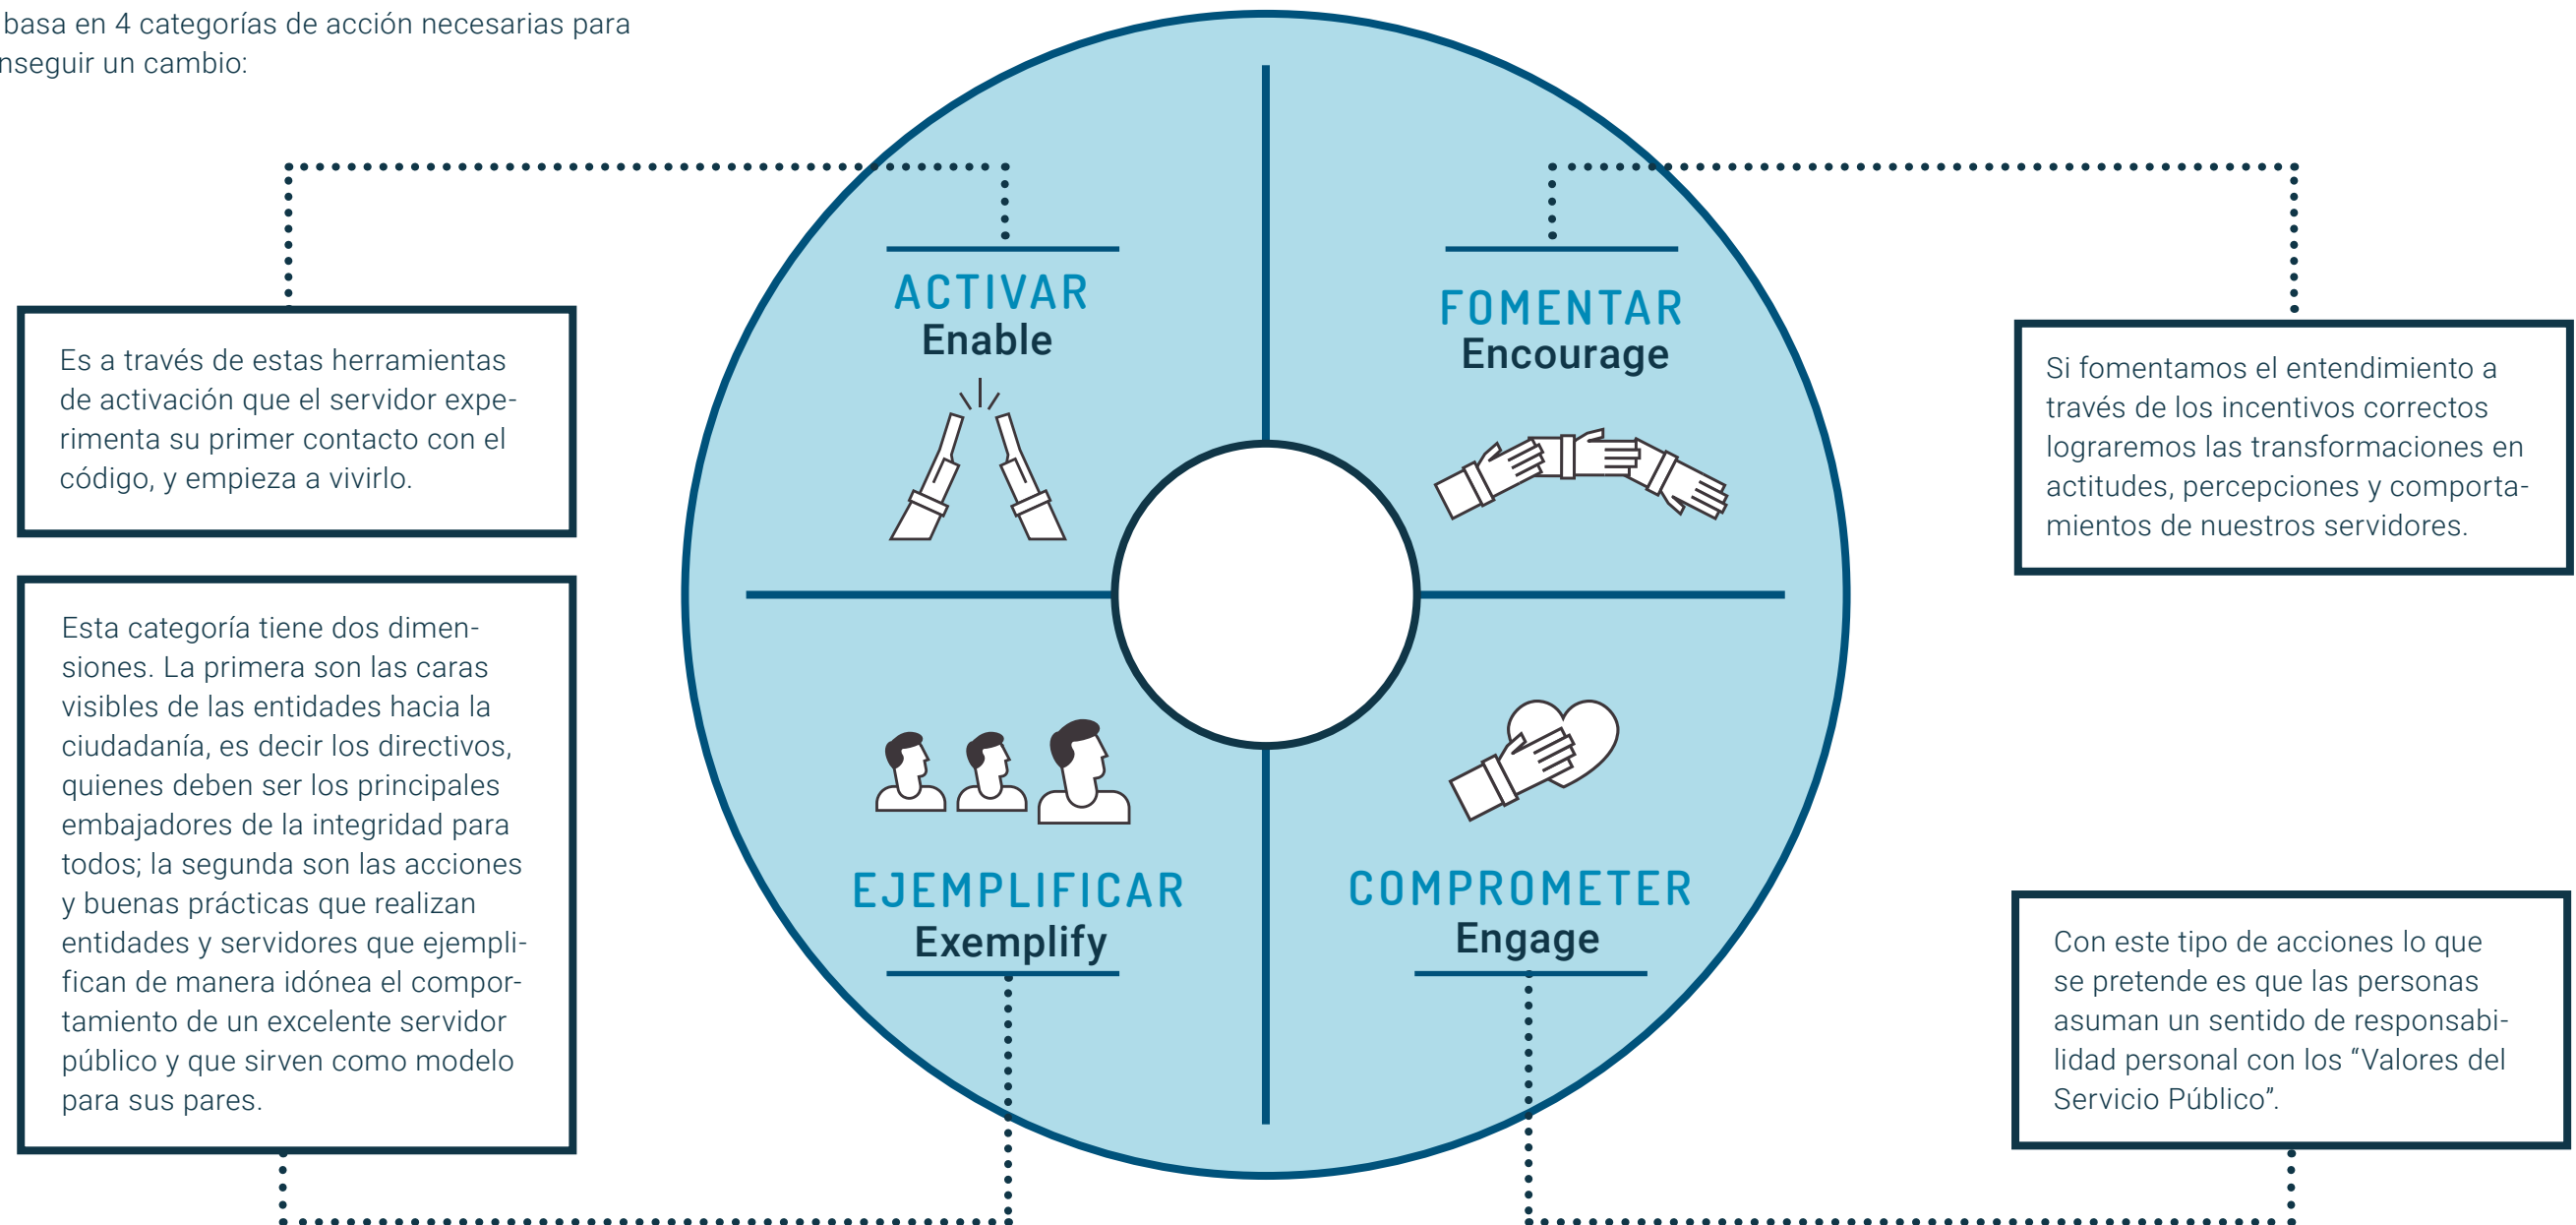 basa en 4 categorías de acción necesarias para
nseguir un cambio:
ACTIVAR
Enable
Es a través de estas herramientas
de activación que el servidor expe-
rimenta su primer contacto con el
código, y empieza a vivirlo.
FOMENTAR
Encourage
Si fomentamos el entendimiento a
través de los incentivos correctos
lograremos las transformaciones en
actitudes, percepciones y comporta-
mientos de nuestros servidores.
EJEMPLIFICAR
Exemplify
Esta categoría tiene dos dimen-
siones. La primera son las caras
visibles de las entidades hacia la
ciudadanía, es decir los directivos,
quienes deben ser los principales
embajadores de la integridad para
todos; la segunda son las acciones
y buenas prácticas que realizan
entidades y servidores que ejempli-
fican de manera idónea el compor-
tamiento de un excelente servidor
público y que sirven como modelo
para sus pares.
COMPROMETER
Engage
Con este tipo de acciones lo que
se pretende es que las personas
asuman un sentido de responsabi-
lidad personal con los “Valores del
Servicio Público”.